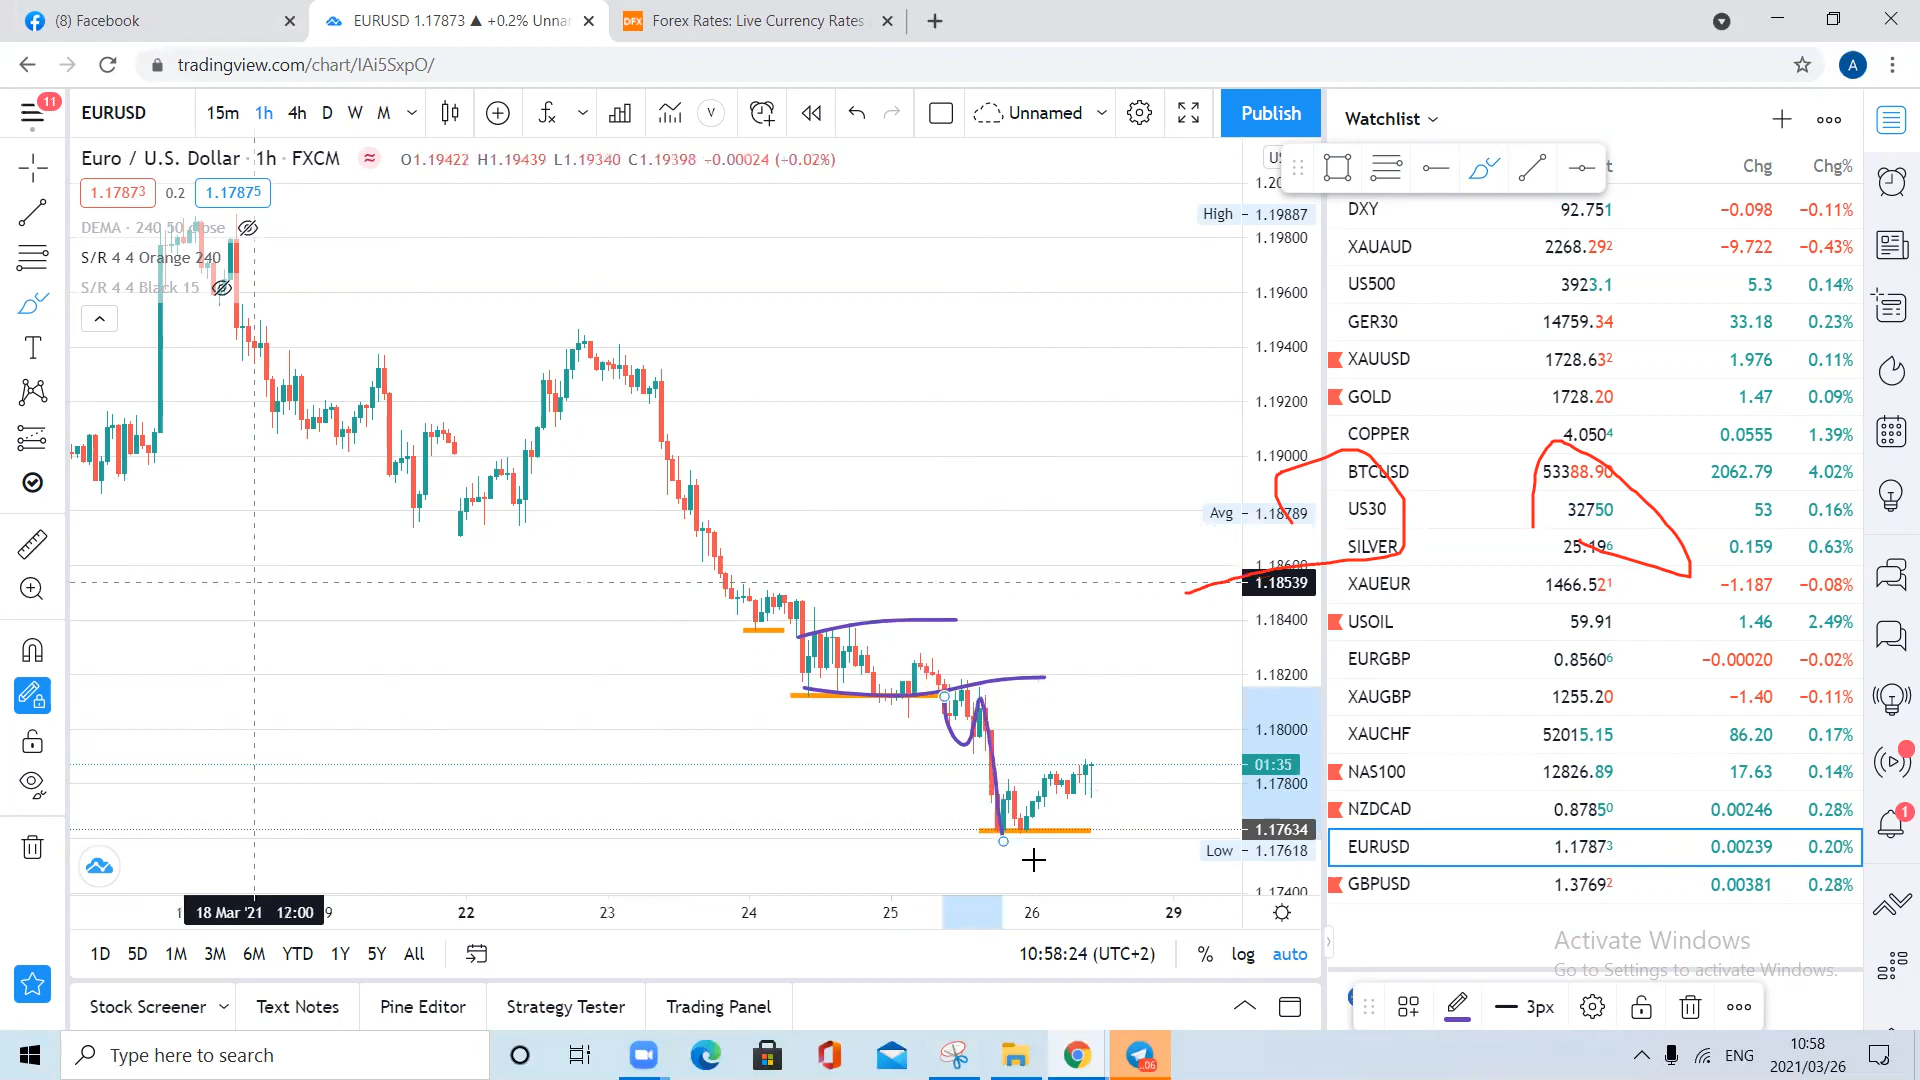 (8) Facebook
EURUSD 1.17873 ▲ +0.2% Unnar
DFX Forex Rates: Live Currency Rates
tradingview.com/chart/IAi5SxpO/
A
11
EURUSD 15m 1h 4h D W M
V
Unnamed
Publish
Euro / U.S. Dollar · 1h · FXCM
O1.19422 H1.19439 L1.19340 C1.19398 −0.00024 (−0.02%)
1.17873 0.2 1.17875
DEMA · 240 50 close
S/R 4 4 Orange 240
S/R 4 4 Black 15
High 1.19887
1.19800
1.19600
1.19400
1.19200
1.19000
Avg 1.18789
1.18600
1.18539
1.18400
1.18200
1.18000
01:35
1.17800
1.17634
Low 1.17618
1.17400
18 Mar '21 12:00 22 23 24 25 26 29
1D 5D 1M 3M 6M YTD 1Y 5Y All
10:58:24 (UTC+2) % log auto
Stock Screener Text Notes Pine Editor Strategy Tester Trading Panel
Watchlist
Chg Chg%
DXY 92.751 −0.098 −0.11%
XAUAUD 2268.292 −9.722 −0.43%
US500 3923.1 5.3 0.14%
GER30 14759.34 33.18 0.23%
XAUUSD 1728.632 1.976 0.11%
GOLD 1728.20 1.47 0.09%
COPPER 4.0504 0.0555 1.39%
BTCUSD 53388.90 2062.79 4.02%
US30 32750 53 0.16%
SILVER 25.196 0.159 0.63%
XAUEUR 1466.521 −1.187 −0.08%
USOIL 59.91 1.46 2.49%
EURGBP 0.85606 −0.00020 −0.02%
XAUGBP 1255.20 −1.40 −0.11%
XAUCHF 52015.15 86.20 0.17%
NAS100 12826.89 17.63 0.14%
NZDCAD 0.87850 0.00246 0.28%
EURUSD 1.17873 0.00239 0.20%
GBPUSD 1.37692 0.00381 0.28%
1
Activate Windows
Go to Settings to activate Windows.
3px
Type here to search
ENG
10:58
2021/03/26